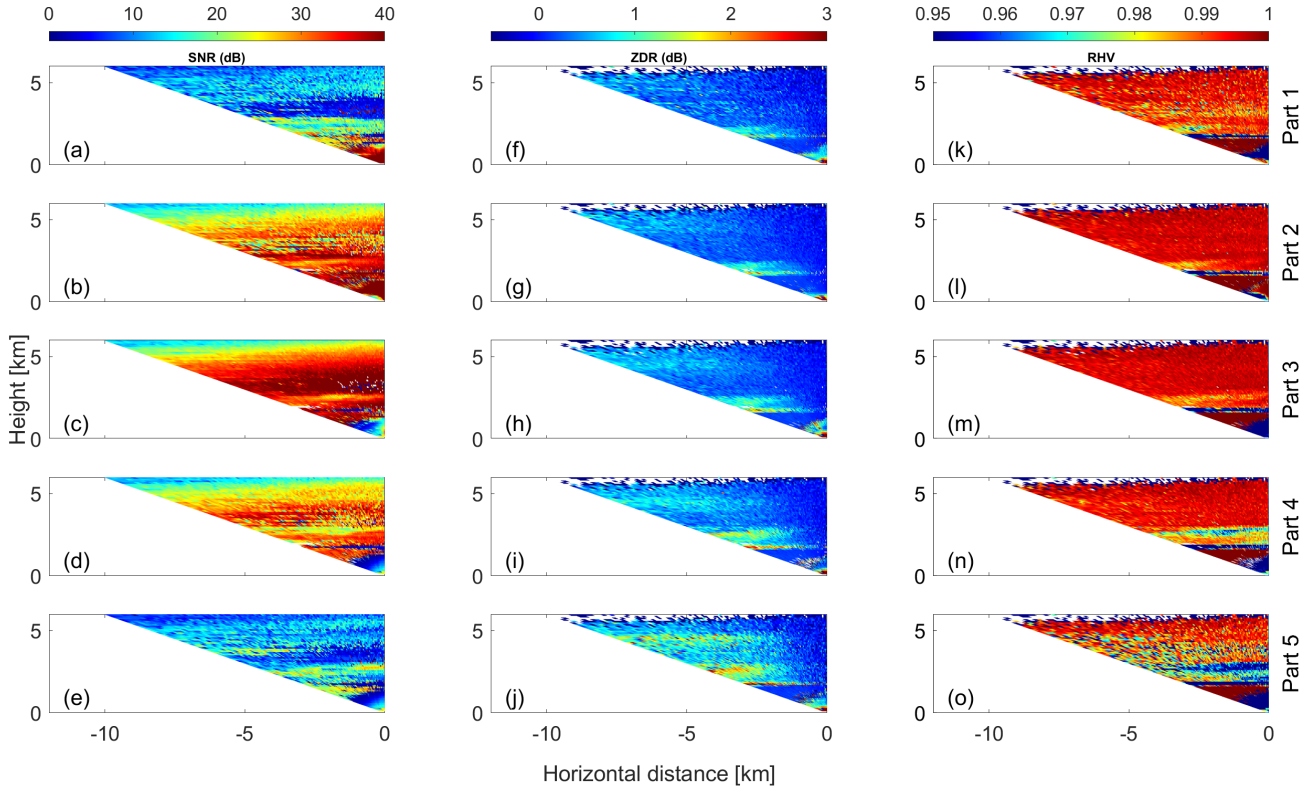 0 10 20 30 40
0 1 2 3
0.95 0.96 0.97 0.98 0.99 1
SNR (dB)
ZDR (dB)
RHV
5
0
(a)
(f)
(k)
Part 1
5
0
(b)
(g)
(l)
Part 2
Height [km]
5
0
(c)
(h)
(m)
Part 3
5
0
(d)
(i)
(n)
Part 4
5
0
(e)
(j)
(o)
Part 5
-10 -5 0
-10 -5 0
-10 -5 0
Horizontal distance [km]